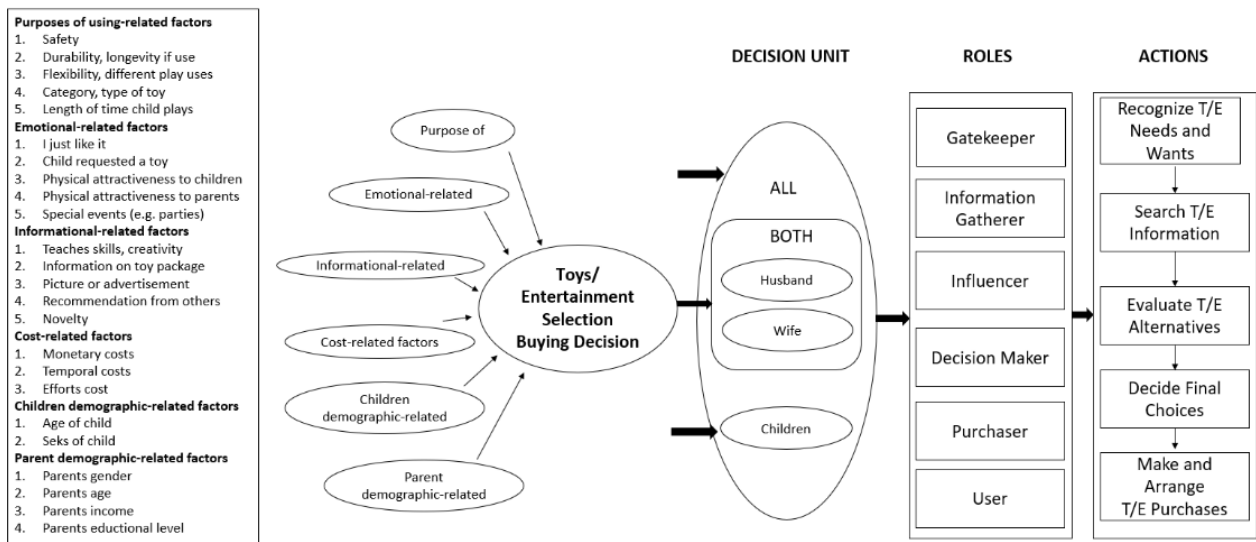 Purposes of using-related factors
1. Safety
2. Durability, longevity if use
3. Flexibility, different play uses
4. Category, type of toy
5. Length of time child plays
Emotional-related factors
1. I just like it
2. Child requested a toy
3. Physical attractiveness to children
4. Physical attractiveness to parents
5. Special events (e.g. parties)
Informational-related factors
1. Teaches skills, creativity
2. Information on toy package
3. Picture or advertisement
4. Recommendation from others
5. Novelty
Cost-related factors
1. Monetary costs
2. Temporal costs
3. Efforts cost
Children demographic-related factors
1. Age of child
2. Seks of child
Parent demographic-related factors
1. Parents gender
2. Parents age
3. Parents income
4. Parents eductional level
Purpose of
Emotional-related
Informational-related
Cost-related factors
Children
demographic-related
Parent
demographic-related
Toys/
Entertainment
Selection
Buying Decision
DECISION UNIT
ALL
BOTH
Husband
Wife
Children
ROLES
Gatekeeper
Information
Gatherer
Influencer
Decision Maker
Purchaser
User
ACTIONS
Recognize T/E
Needs and
Wants
Search T/E
Information
Evaluate T/E
Alternatives
Decide Final
Choices
Make and
Arrange
T/E Purchases